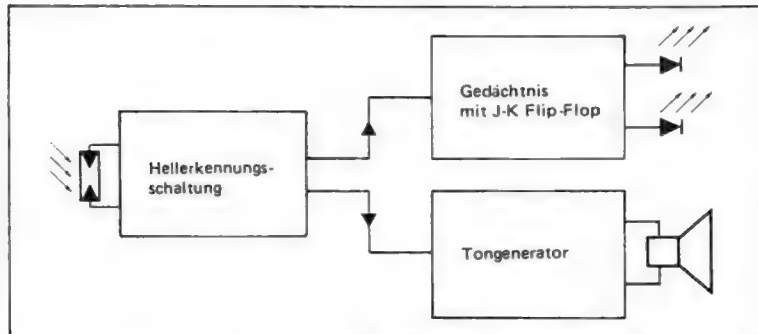 Gedächtnis
mit J-K Flip-Flop
Hellerkennungs-
schaltung
Tongenerator